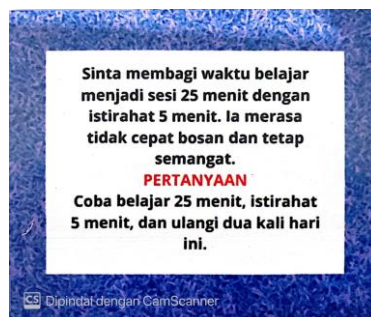 Sinta membagi waktu belajar
menjadi sesi 25 menit dengan
istirahat 5 menit. Ia merasa
tidak cepat bosan dan tetap
semangat.
PERTANYAAN
Coba belajar 25 menit, istirahat
5 menit, dan ulangi dua kali hari
ini.
CS Dipindai dengan CamScanner